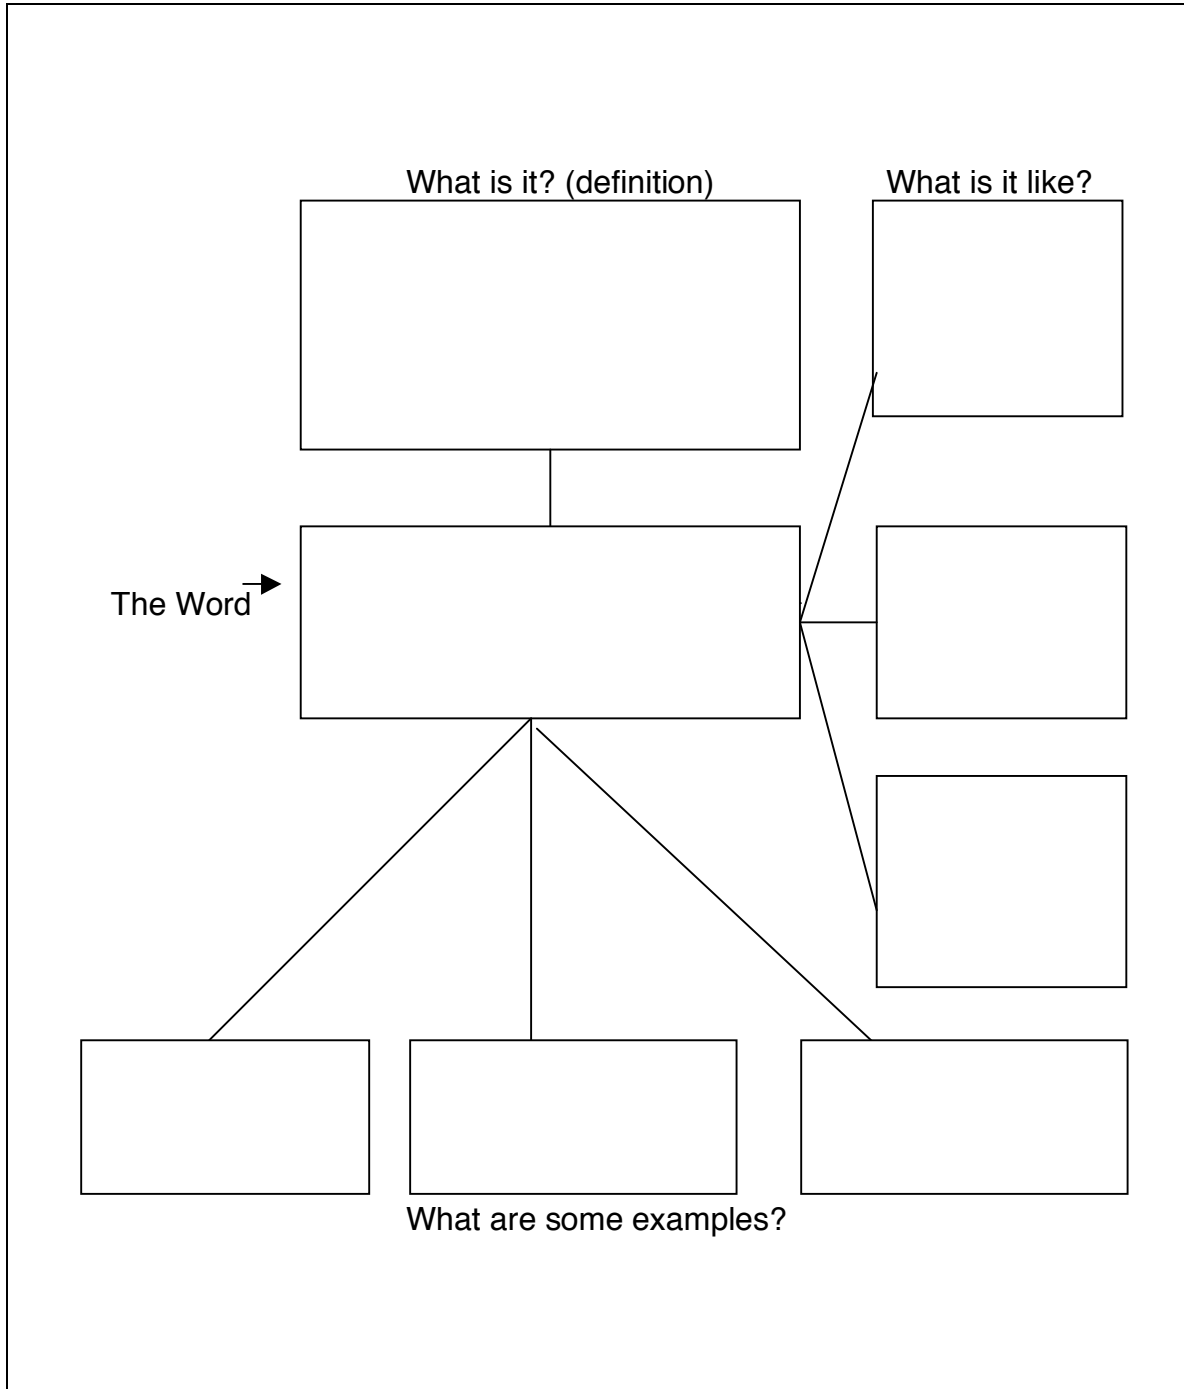 What is it? (definition)
What is it like?
The Word
What are some examples?